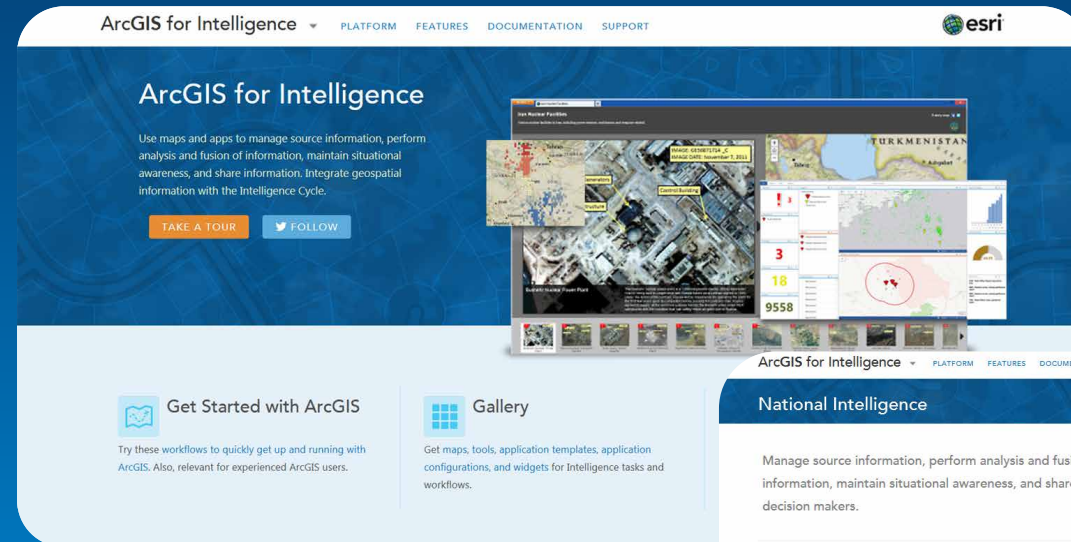 ArcGIS for Intelligence
PLATFORM FEATURES DOCUMENTATION SUPPORT
esri
ArcGIS for Intelligence
Use maps and apps to manage source information, perform
analysis and fusion of information, maintain situational
awareness, and share information. Integrate geospatial
information with the Intelligence Cycle.
TAKE A TOUR
FOLLOW
Iran Nuclear Facilities
IMAGE DATE: November 7, 2011
Control Building
TURKMENISTAN
3
3
18
9558
Get Started with ArcGIS
Try these workflows to quickly get up and running with
ArcGIS. Also, relevant for experienced ArcGIS users.
Gallery
Get maps, tools, application templates, application
configurations, and widgets for Intelligence tasks and
workflows.
ArcGIS for Intelligence
PLATFORM FEATURES DOCUM
National Intelligence
Manage source information, perform analysis and fusi
information, maintain situational awareness, and share
decision makers.